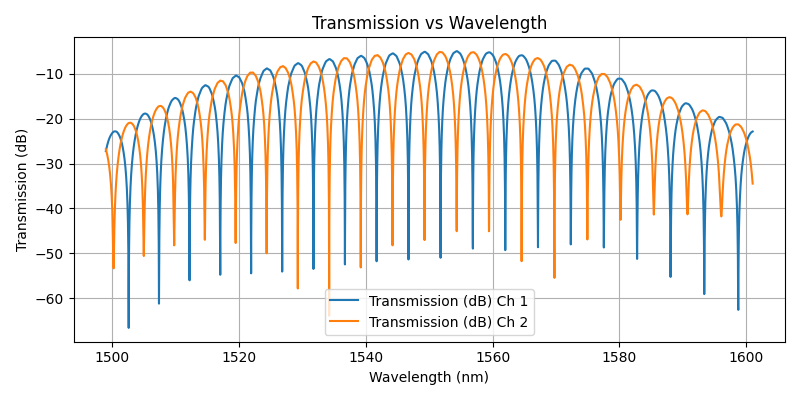 Transmission vs Wavelength
Transmission (dB)
−10
−20
−30
−40
−50
−60
Transmission (dB) Ch 1
Transmission (dB) Ch 2
1500
1520
1540
1560
1580
1600
Wavelength (nm)